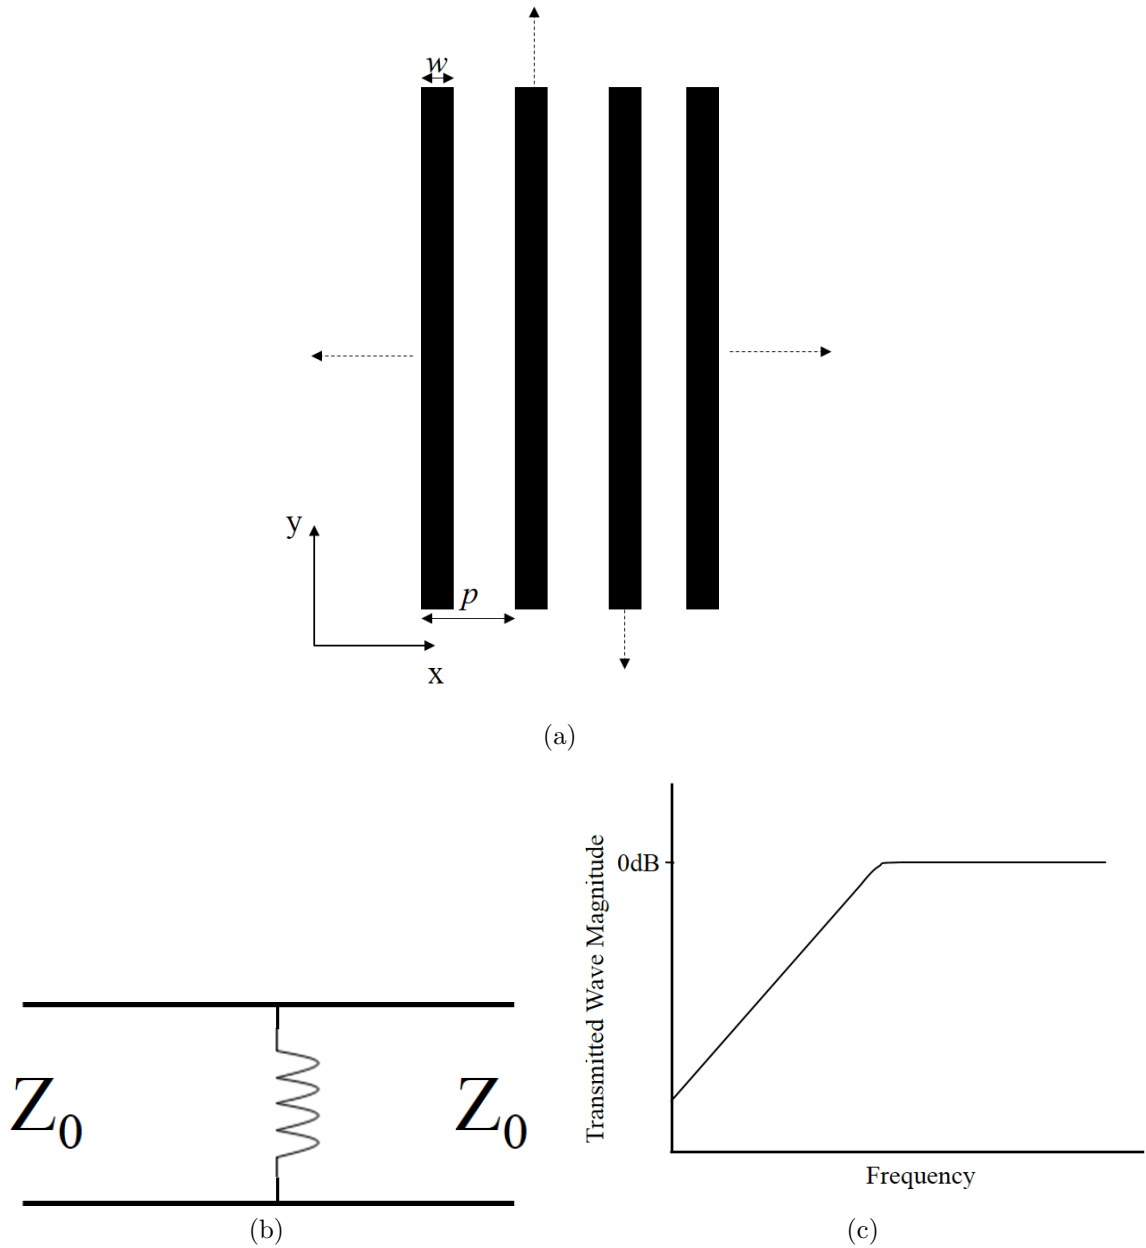 w
y
p
x
(a)
Transmitted Wave Magnitude
0dB
Z₀
Z₀
Frequency
(b)
(c)